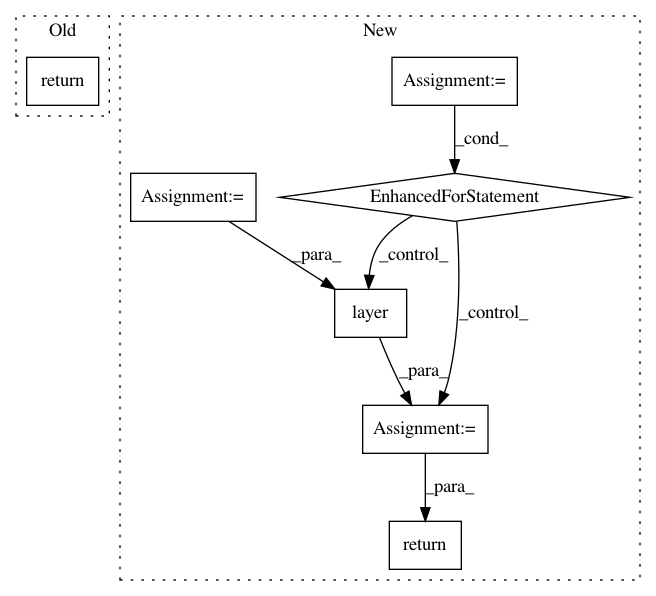 Old
New
return
Assignment:=
_cond_
Assignment:=
EnhancedForStatement
_para_
_control_
layer
_control_
_para_
Assignment:=
_para_
return